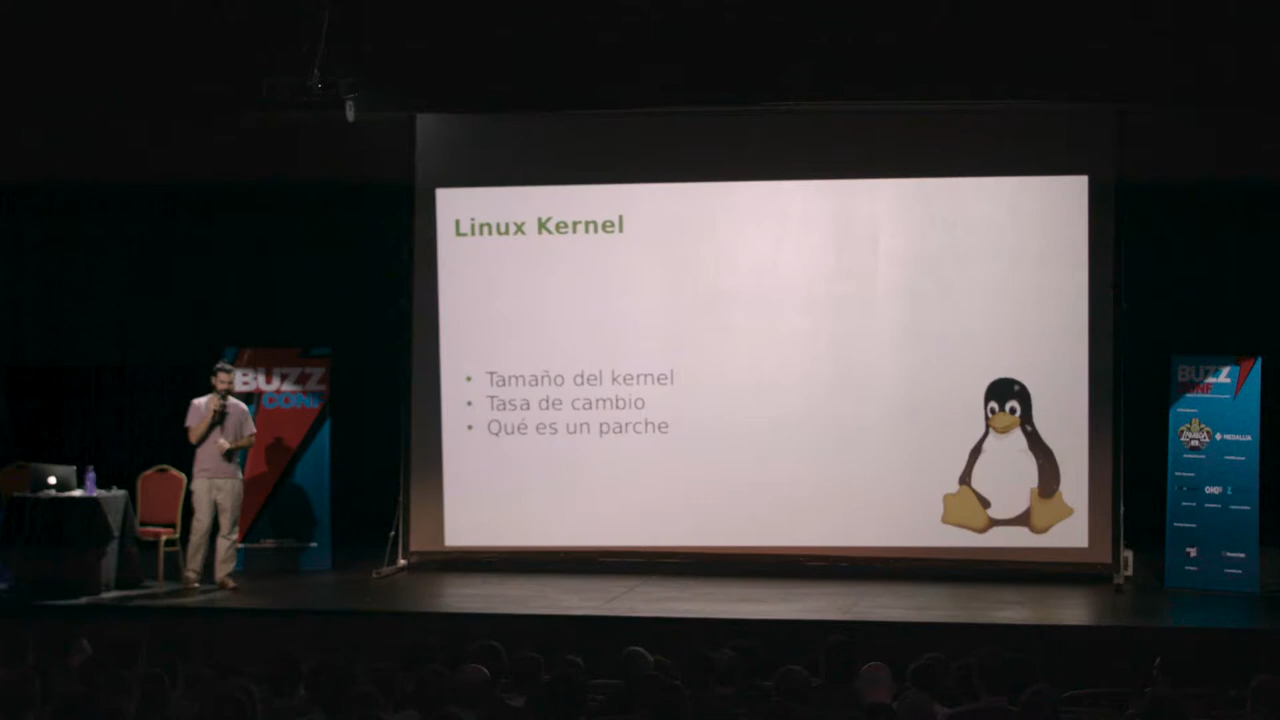 Linux Kernel
• Tamaño del kernel
• Tasa de cambio
• Qué es un parche
BUZZ
CONF
BUZZ
CONF
MEDALLIA